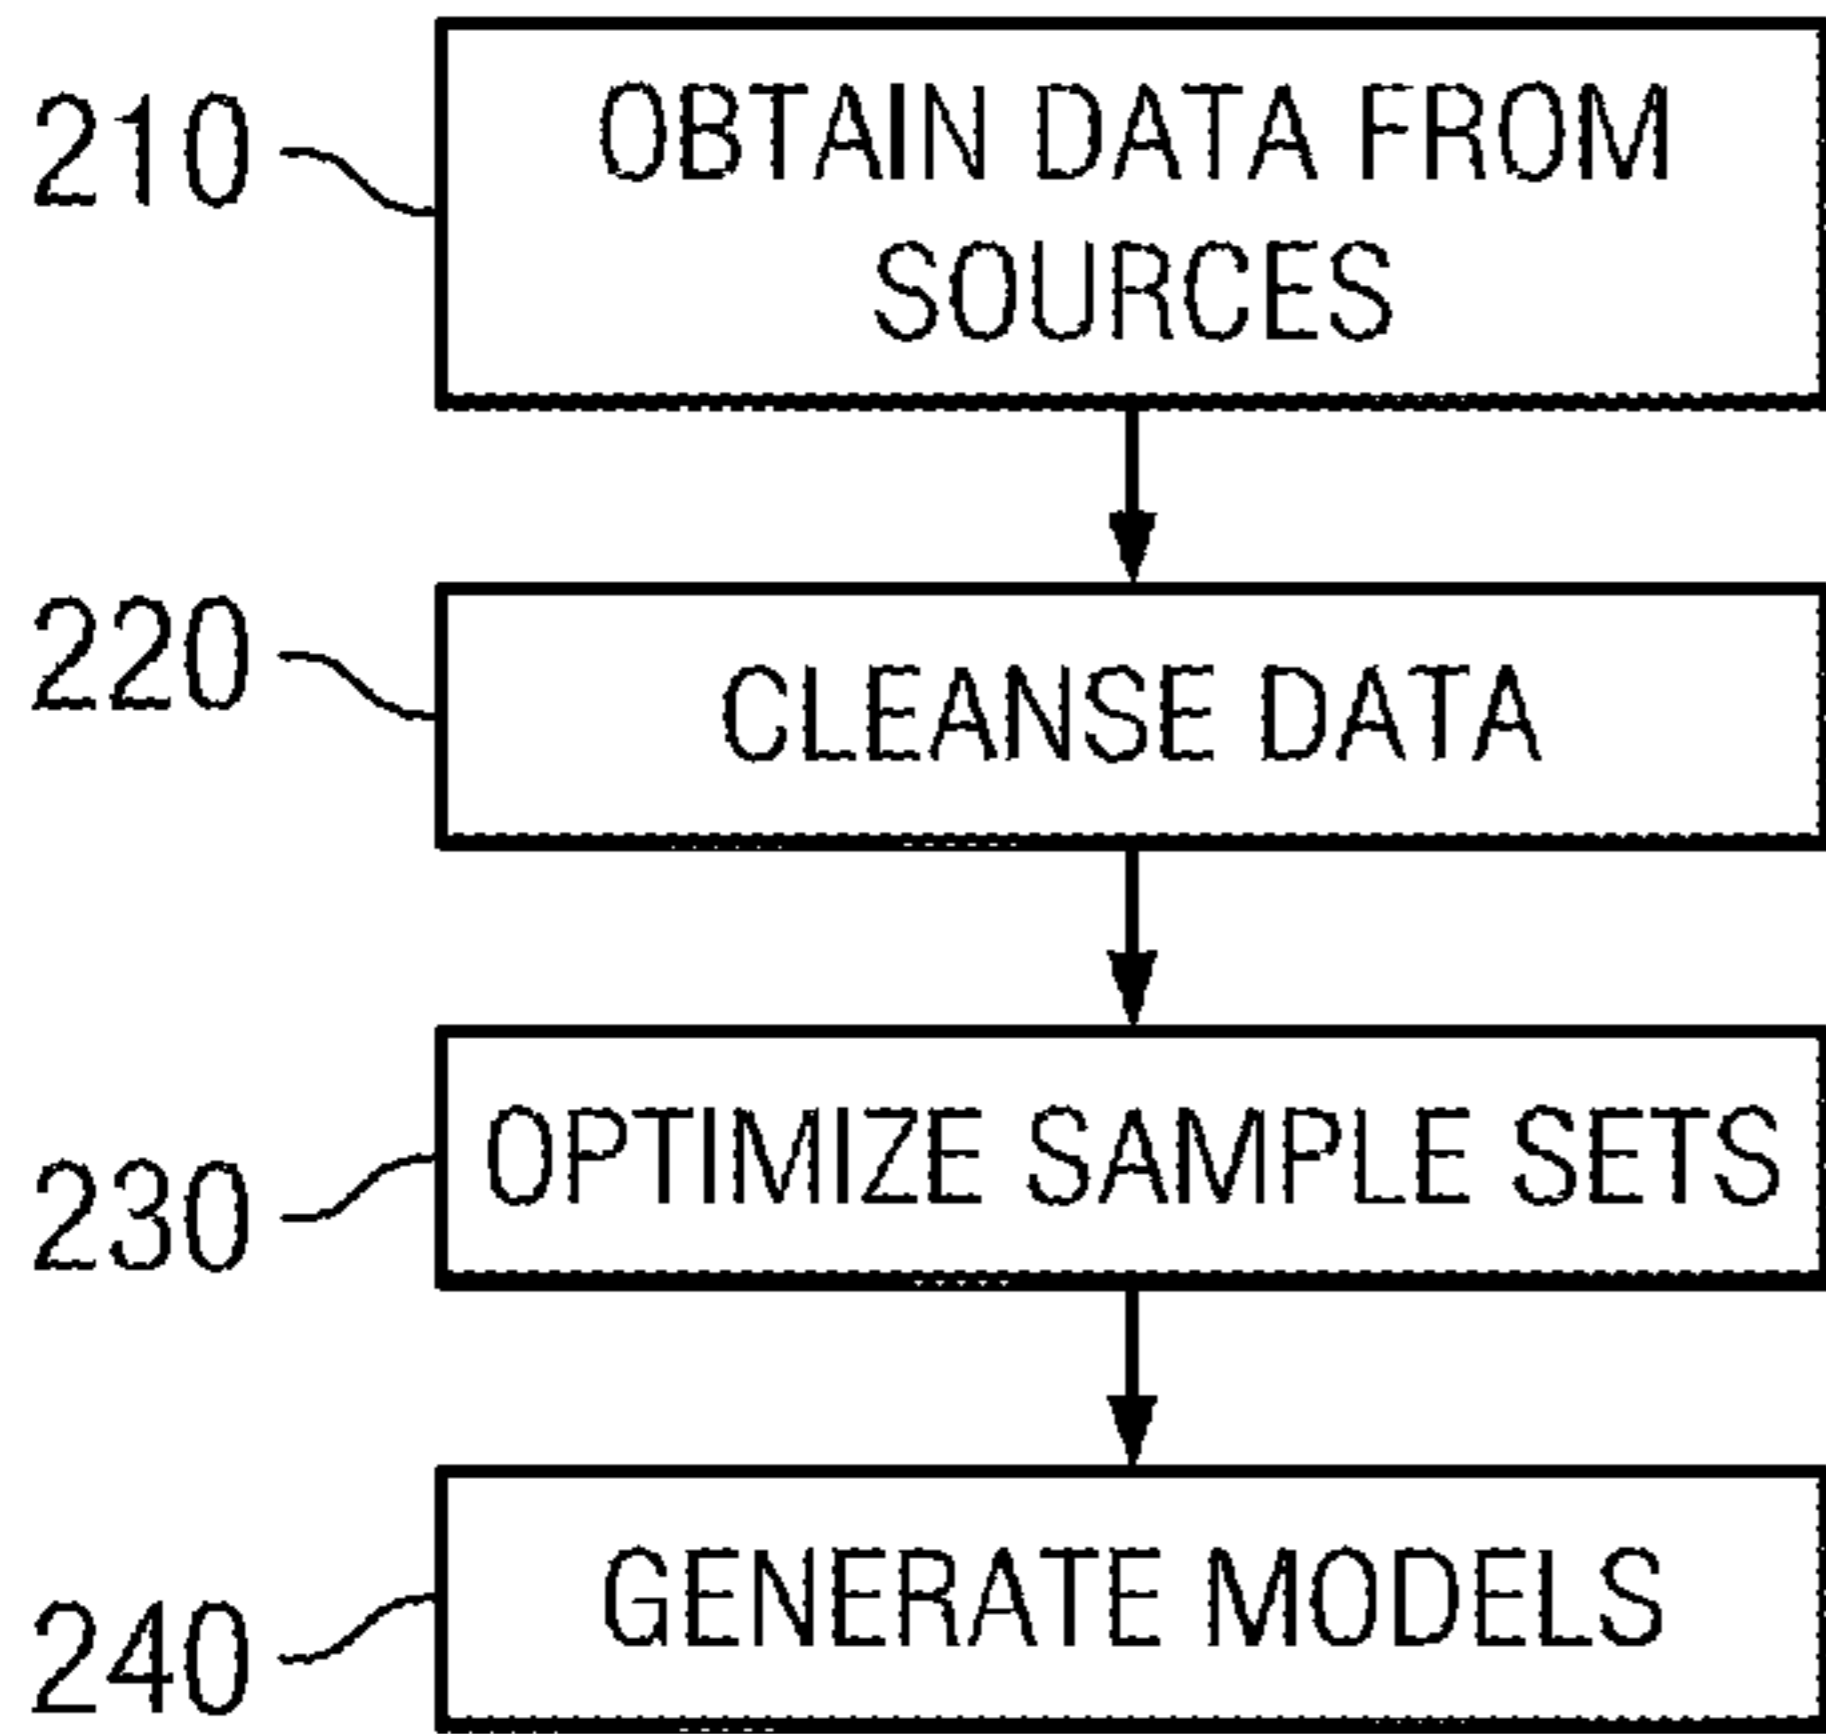 210
OBTAIN DATA FROM
SOURCES
220
CLEANSE DATA
230
OPTIMIZE SAMPLE SETS
240
GENERATE MODELS